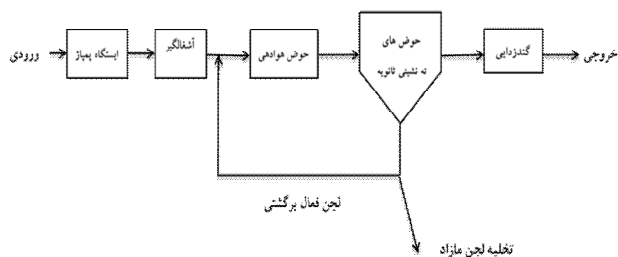 ورودی
ایستگاه پمپاژ
آشغالگیر
حوض هوادهی
حوض های
ته نشینی ثانویه
گندزدایی
خروجی
لجن فعال برگشتی
تخلیه لجن مازاد